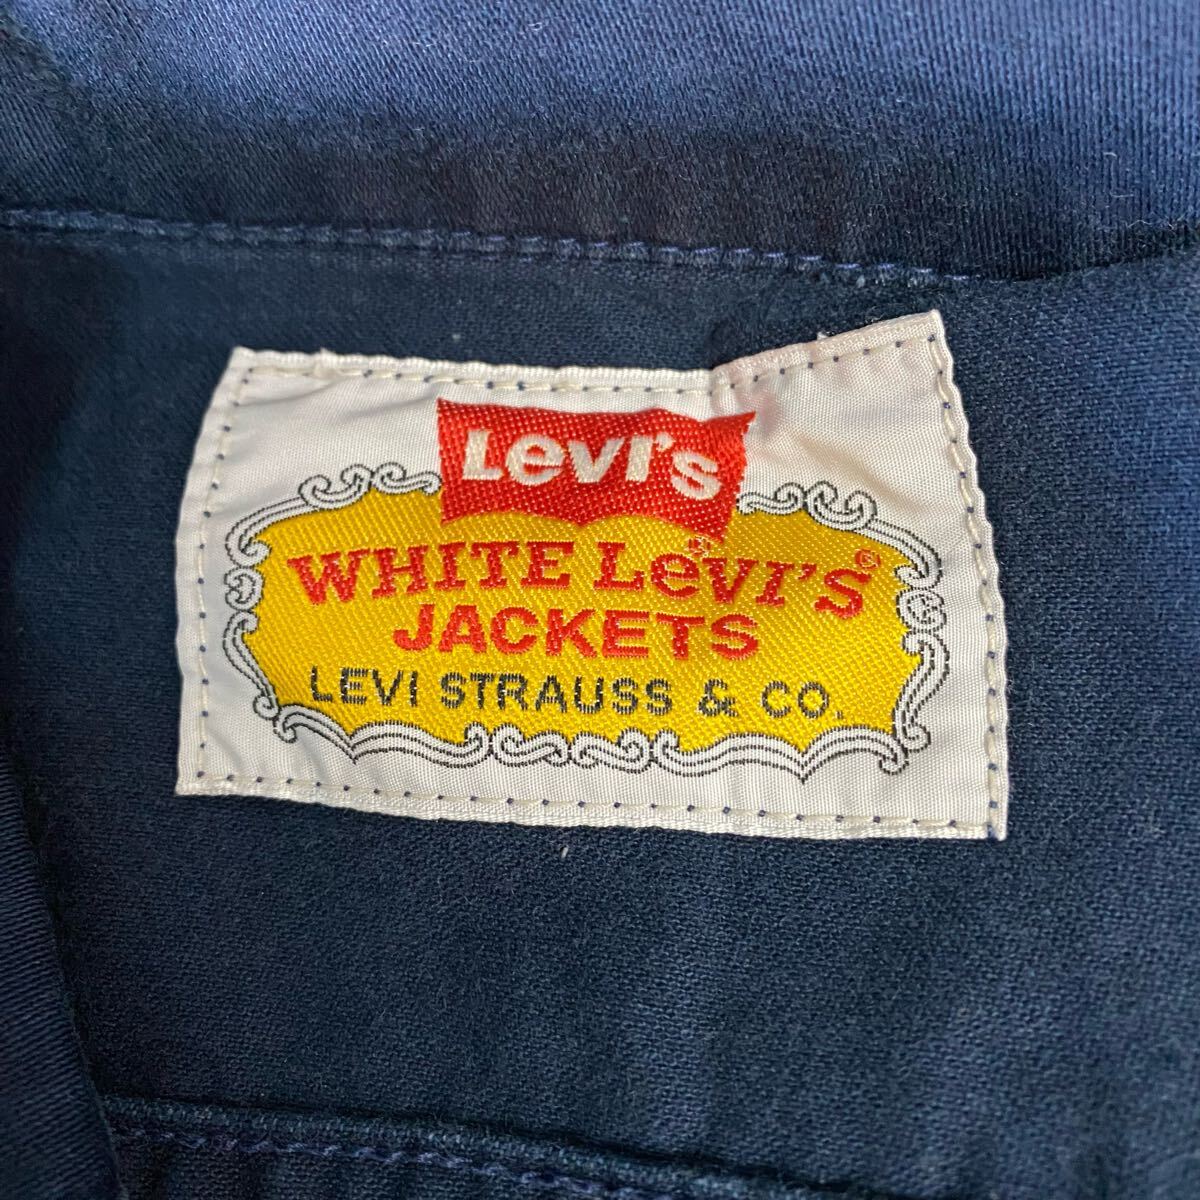 Levi's®
WHITE LEVI'S®
JACKETS
LEVI STRAUSS & CO.